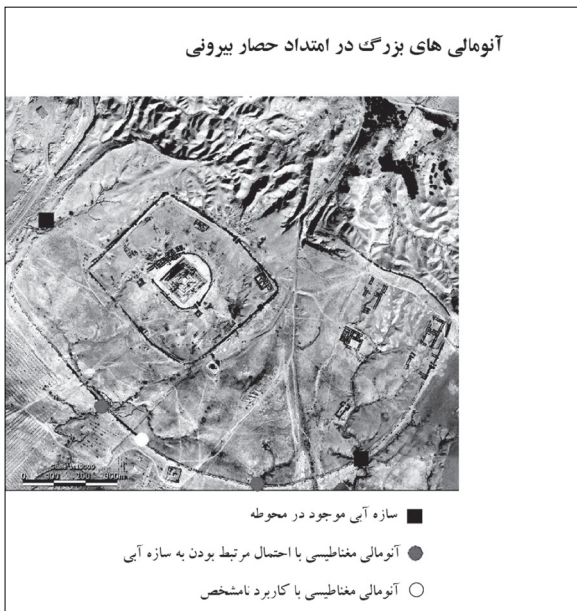 آنومالی های بزرگ در امتداد حصار بیرونی
سازه آبی موجود در محوطه
آنومالی مغناطیسی با احتمال مرتبط بودن به سازه آبی
آنومالی مغناطیسی با کاربرد نامشخص